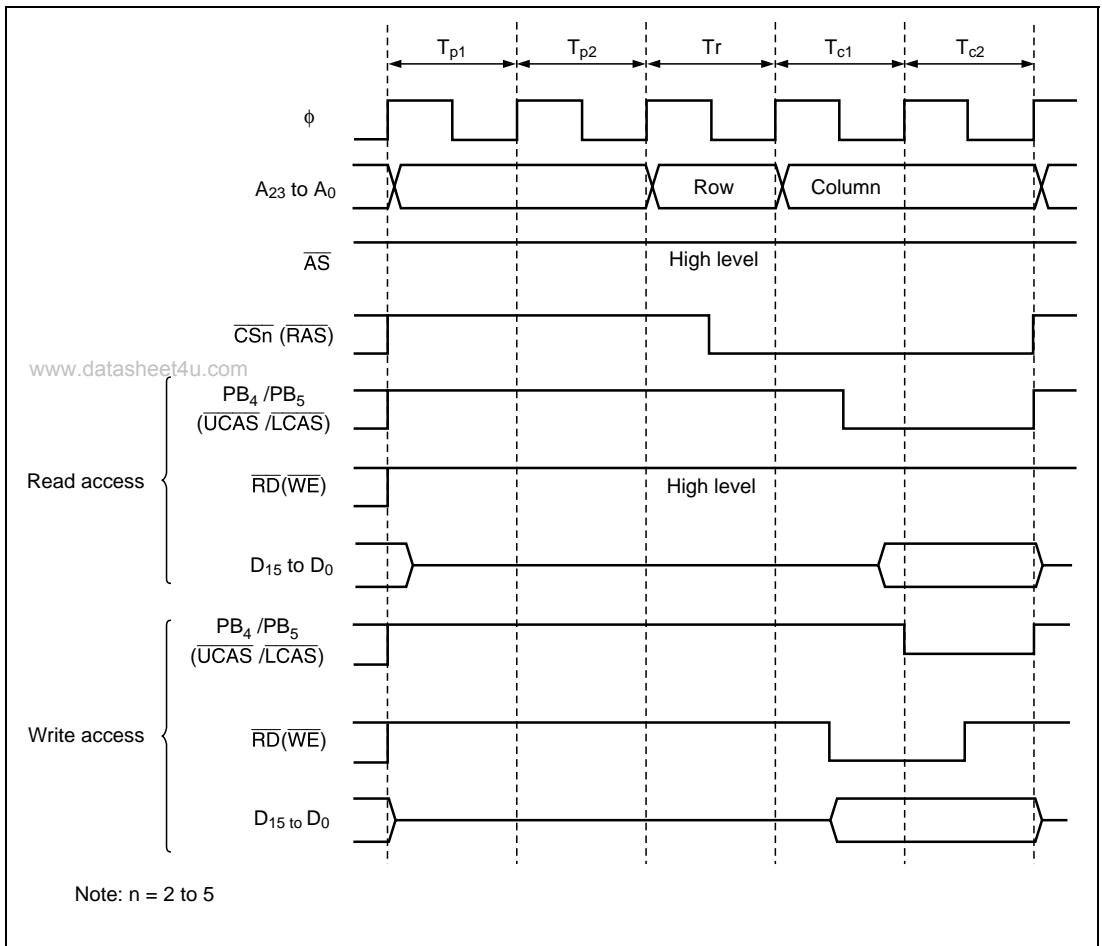 Tp1 Tp2 Tr Tc1 Tc2
φ
A23 to A0
Row
Column
AS
High level
CSn (RAS)
www.datasheet4u.com
PB4 /PB5
(UCAS /LCAS)
Read access
RD(WE)
High level
D15 to D0
PB4 /PB5
(UCAS /LCAS)
Write access
RD(WE)
D15 to D0
Note: n = 2 to 5